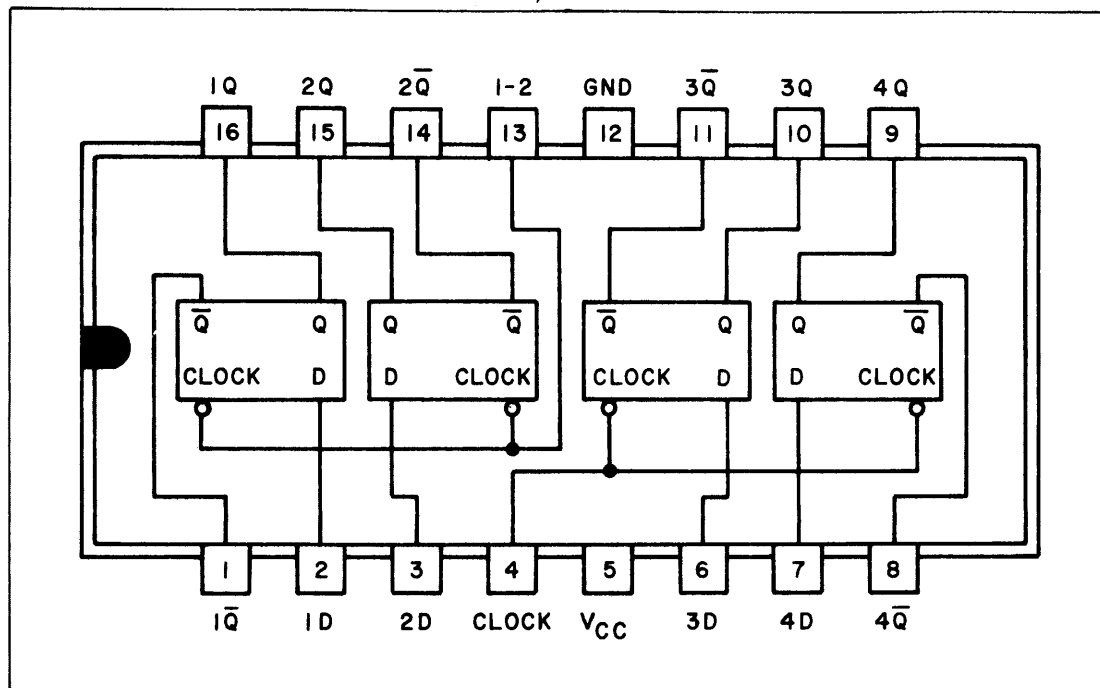 1Q 2Q 2Q̅ 1-2 GND 3Q̅ 3Q 4Q
16 15 14 13 12 11 10 9
Q̅ Q Q Q̅ Q̅ Q Q Q̅
CLOCK D D CLOCK CLOCK D D CLOCK
1 2 3 4 5 6 7 8
1Q̅ 1D 2D CLOCK VCC 3D 4D 4Q̅